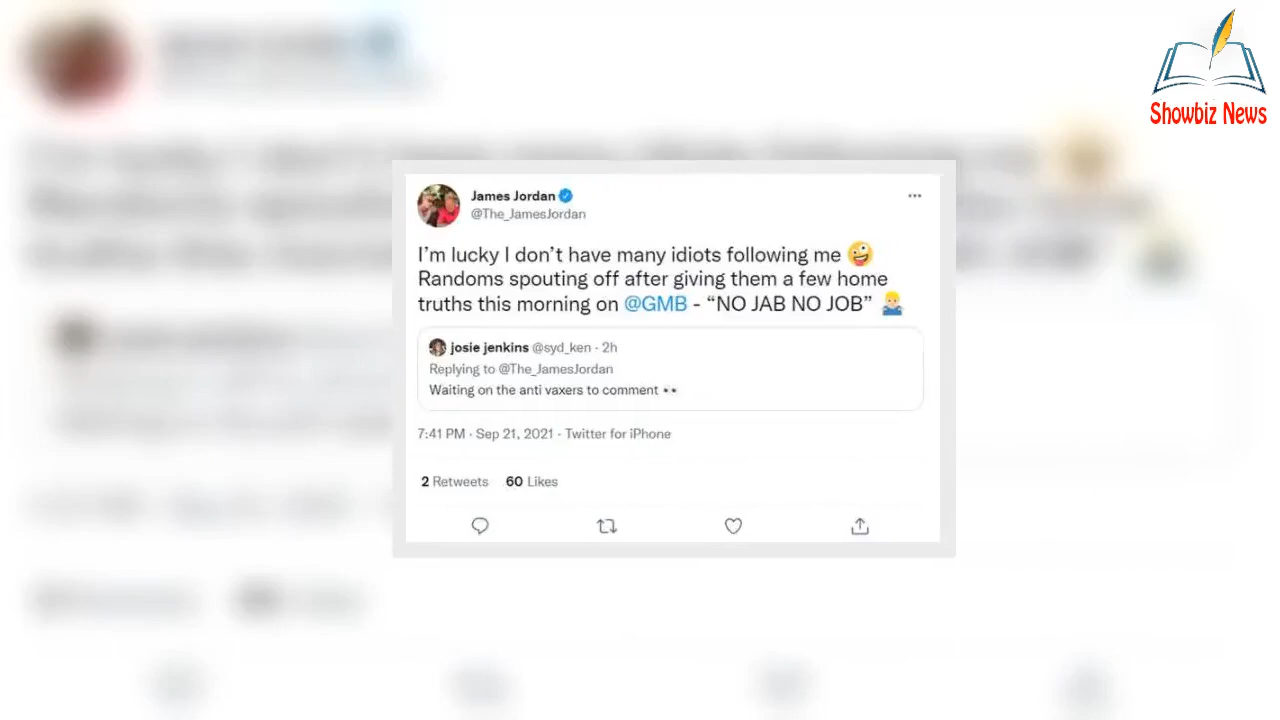 Showbiz News
James Jordan
@The_JamesJordan
I’m lucky I don’t have many idiots following me 🤪
Randoms spouting off after giving them a few home
truths this morning on @GMB - “NO JAB NO JOB” 🤷🏼‍♂️
josie jenkins @syd_ken · 2h
Replying to @The_JamesJordan
Waiting on the anti vaxers to comment 👀
7:41 PM · Sep 21, 2021 · Twitter for iPhone
2 Retweets 60 Likes